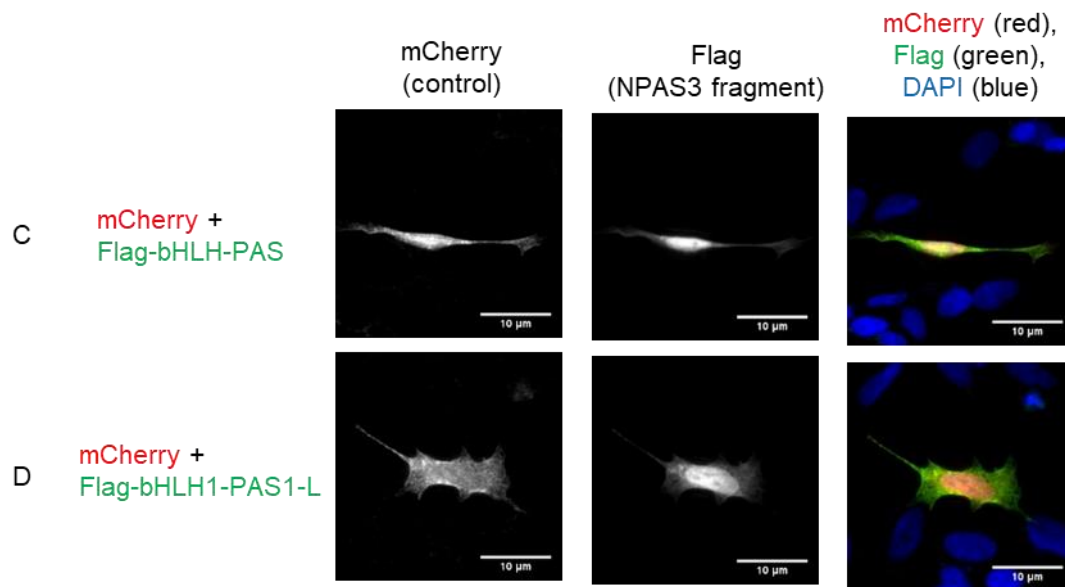 mCherry
(control)
Flag
(NPAS3 fragment)
mCherry (red),
Flag (green),
DAPI (blue)
C
mCherry +
Flag-bHLH-PAS
10 µm
10 µm
10 µm
D
mCherry +
Flag-bHLH1-PAS1-L
10 µm
10 µm
10 µm